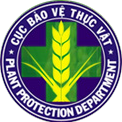 CỤC BẢO VỆ THỰC VẬT
PLANT PROTECTION DEPARTMENT